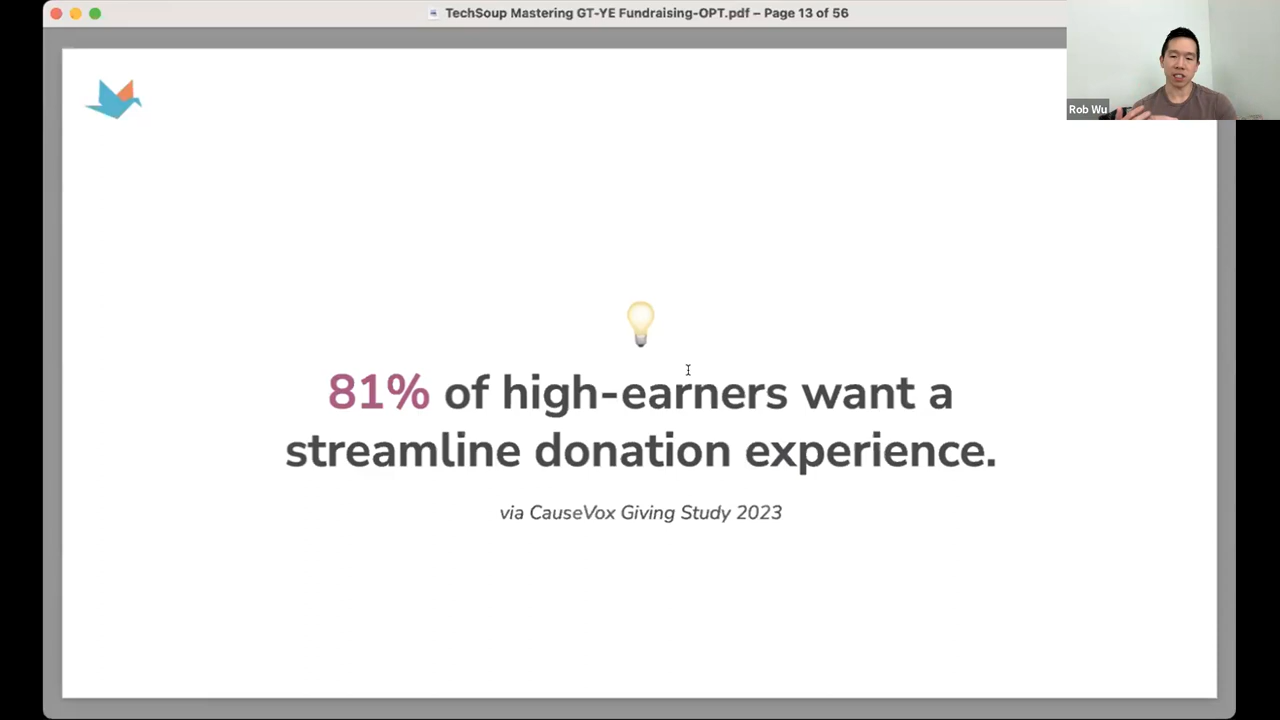 TechSoup Mastering GT-YE Fundraising-OPT.pdf – Page 13 of 56
Rob Wu
81% of high-earners want a
streamline donation experience.
via CauseVox Giving Study 2023